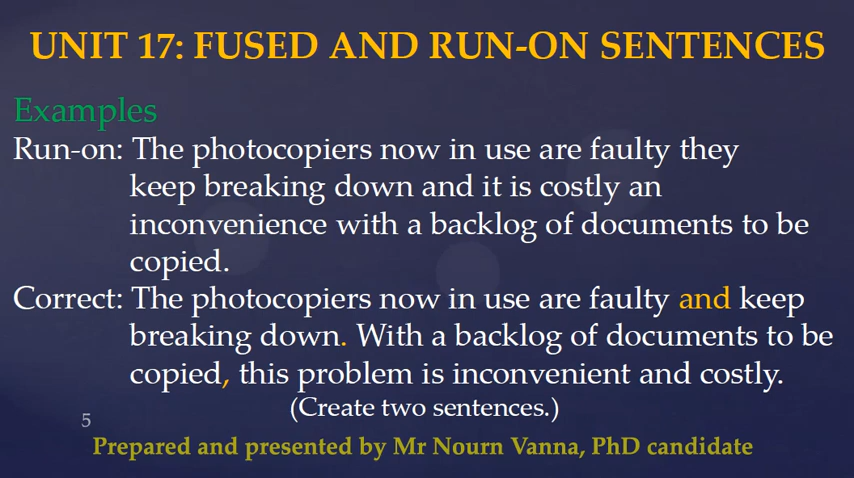 UNIT 17: FUSED AND RUN-ON SENTENCES
Examples
Run-on: The photocopiers now in use are faulty they
keep breaking down and it is costly an
inconvenience with a backlog of documents to be
copied.
Correct: The photocopiers now in use are faulty and keep
breaking down. With a backlog of documents to be
copied, this problem is inconvenient and costly.
(Create two sentences.)
5
Prepared and presented by Mr Nourn Vanna, PhD candidate